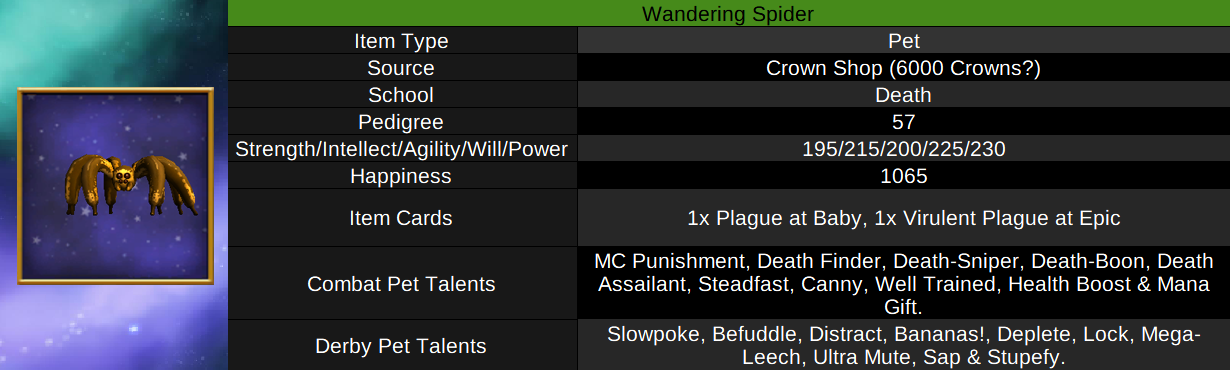 Wandering Spider
Item Type Pet
Source Crown Shop (6000 Crowns?)
School Death
Pedigree 57
Strength/Intellect/Agility/Will/Power 195/215/200/225/230
Happiness 1065
Item Cards 1x Plague at Baby, 1x Virulent Plague at Epic
Combat Pet Talents
MC Punishment, Death Finder, Death-Sniper, Death-Boon, Death
Assailant, Steadfast, Canny, Well Trained, Health Boost & Mana
Gift.
Derby Pet Talents
Slowpoke, Befuddle, Distract, Bananas!, Deplete, Lock, Mega-
Leech, Ultra Mute, Sap & Stupefy.